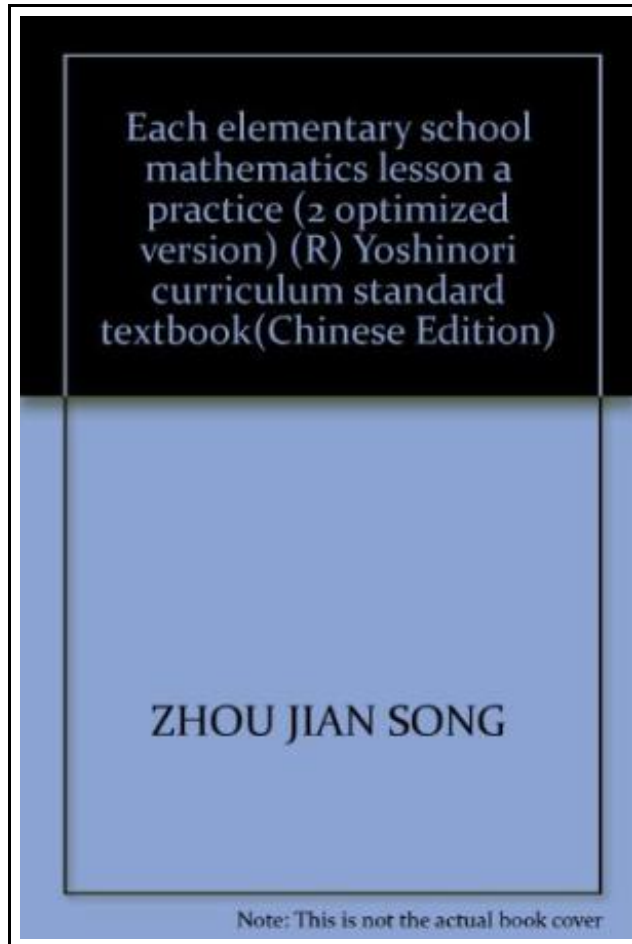 Each elementary school
mathematics lesson a
practice (2 optimized
version) (R) Yoshinori
curriculum standard
textbook(Chinese Edition)
ZHOU JIAN SONG
Note: This is not the actual book cover